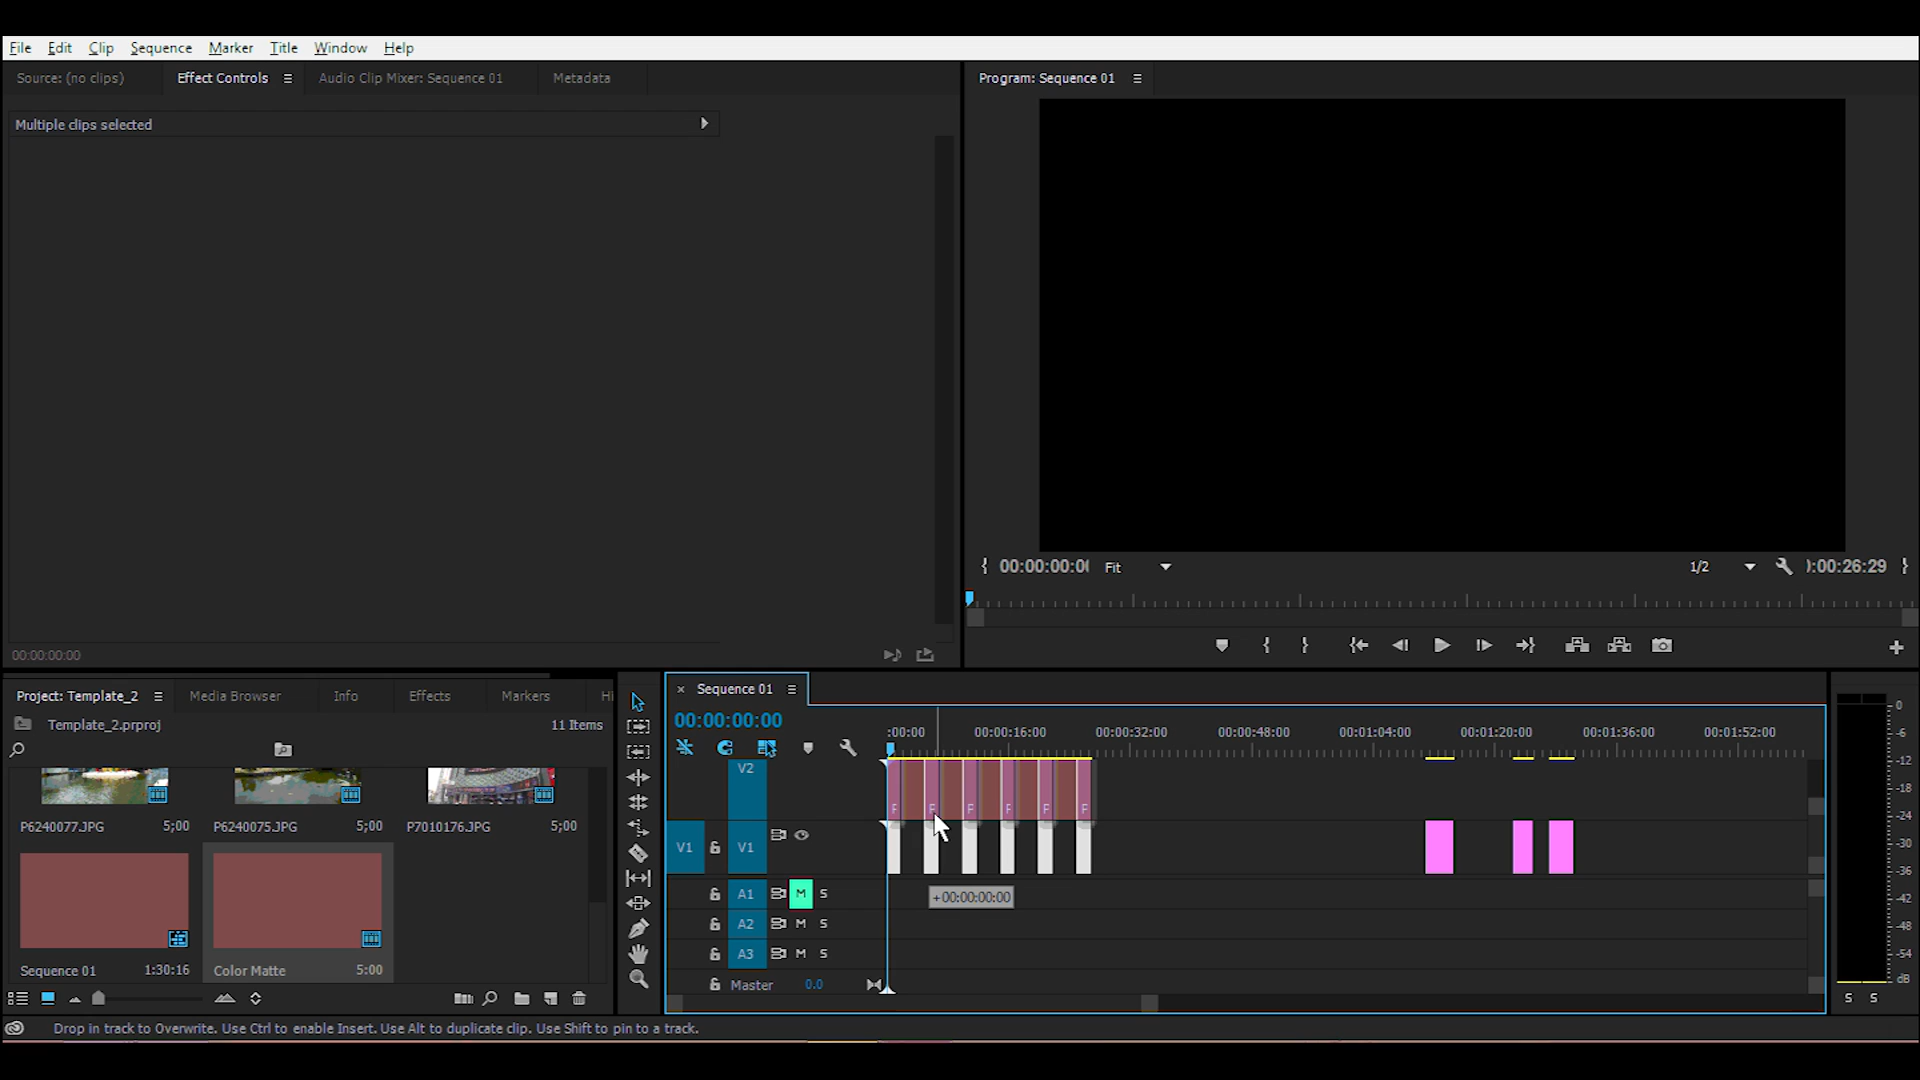 File Edit Clip Sequence Marker Title Window Help
Source: (no clips) Effect Controls Audio Clip Mixer: Sequence 01 Metadata
Program: Sequence 01
Multiple clips selected
00:00:00:00 Fit 1/2 :00:26:29
00:00:00:00
Project: Template_2 Media Browser Info Effects Markers Hi
Template_2.prproj 11 Items
P6240077.JPG 5;00 P6240075.JPG 5;00 P7010176.JPG 5;00
Sequence 01 1:30:16 Color Matte 5:00
Sequence 01
00:00:00:00
:00:00 00:00:16:00 00:00:32:00 00:00:48:00 00:01:04:00 00:01:20:00 00:01:36:00 00:01:52:00
V2
F F F F F F
V1 V1
A1 M S
+00:00:00:00
A2 M S
A3 M S
Master 0.0
0
-6
-12
-18
-24
-30
-36
-42
-48
-54
dB
S S
Drop in track to Overwrite. Use Ctrl to enable Insert. Use Alt to duplicate clip. Use Shift to pin to a track.